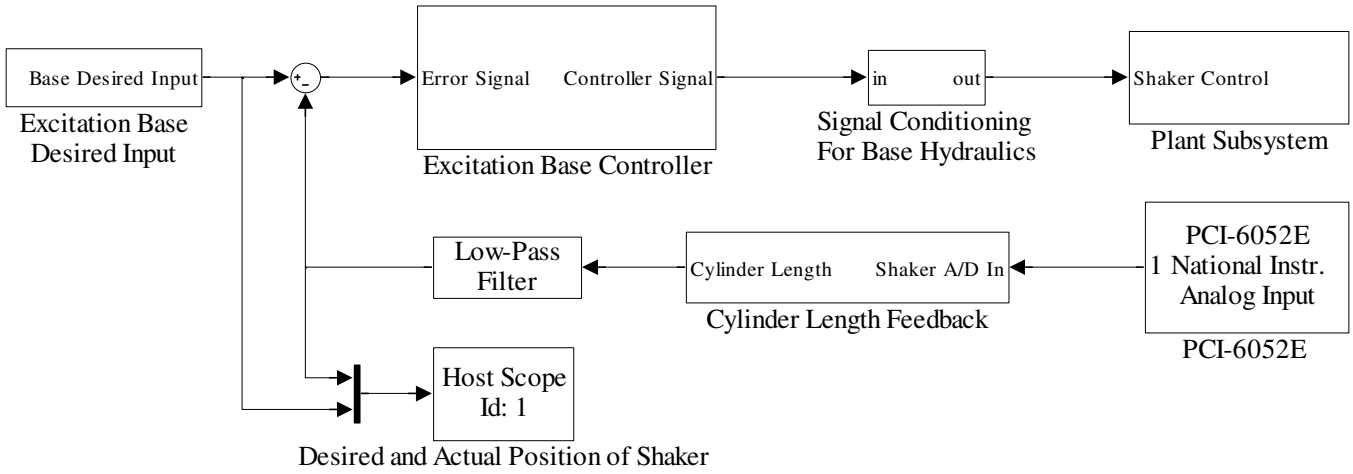 Base Desired Input
Excitation Base
Desired Input
+
-
Error Signal
Controller Signal
Excitation Base Controller
in
out
Signal Conditioning
For Base Hydraulics
Shaker Control
Plant Subsystem
Low-Pass
Filter
Cylinder Length
Shaker A/D In
Cylinder Length Feedback
PCI-6052E
1 National Instr.
Analog Input
PCI-6052E
Host Scope
Id: 1
Desired and Actual Position of Shaker